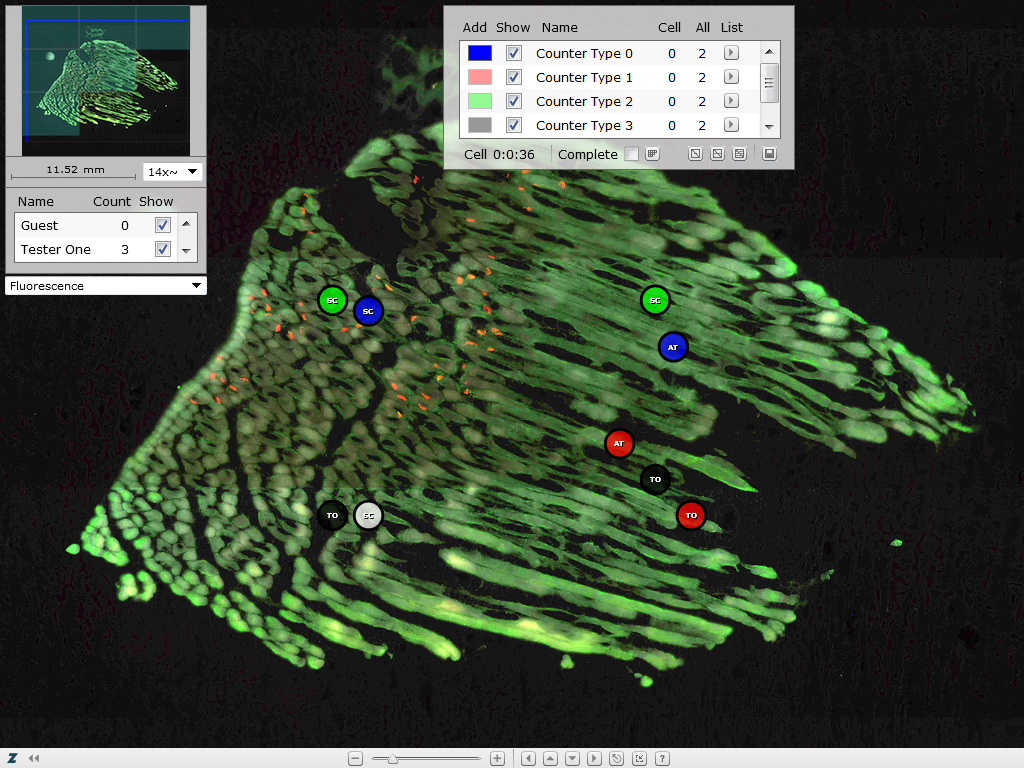 11.52 mm
14x~
Name Count Show
Guest 0
Tester One 3
Fluorescence
Add Show Name Cell All List
Counter Type 0 0 2
Counter Type 1 0 2
Counter Type 2 0 2
Counter Type 3 0 2
Cell 0:0:36 Complete
SC
SC
SC
AT
AT
TO
TO
SC
TO
Z
?